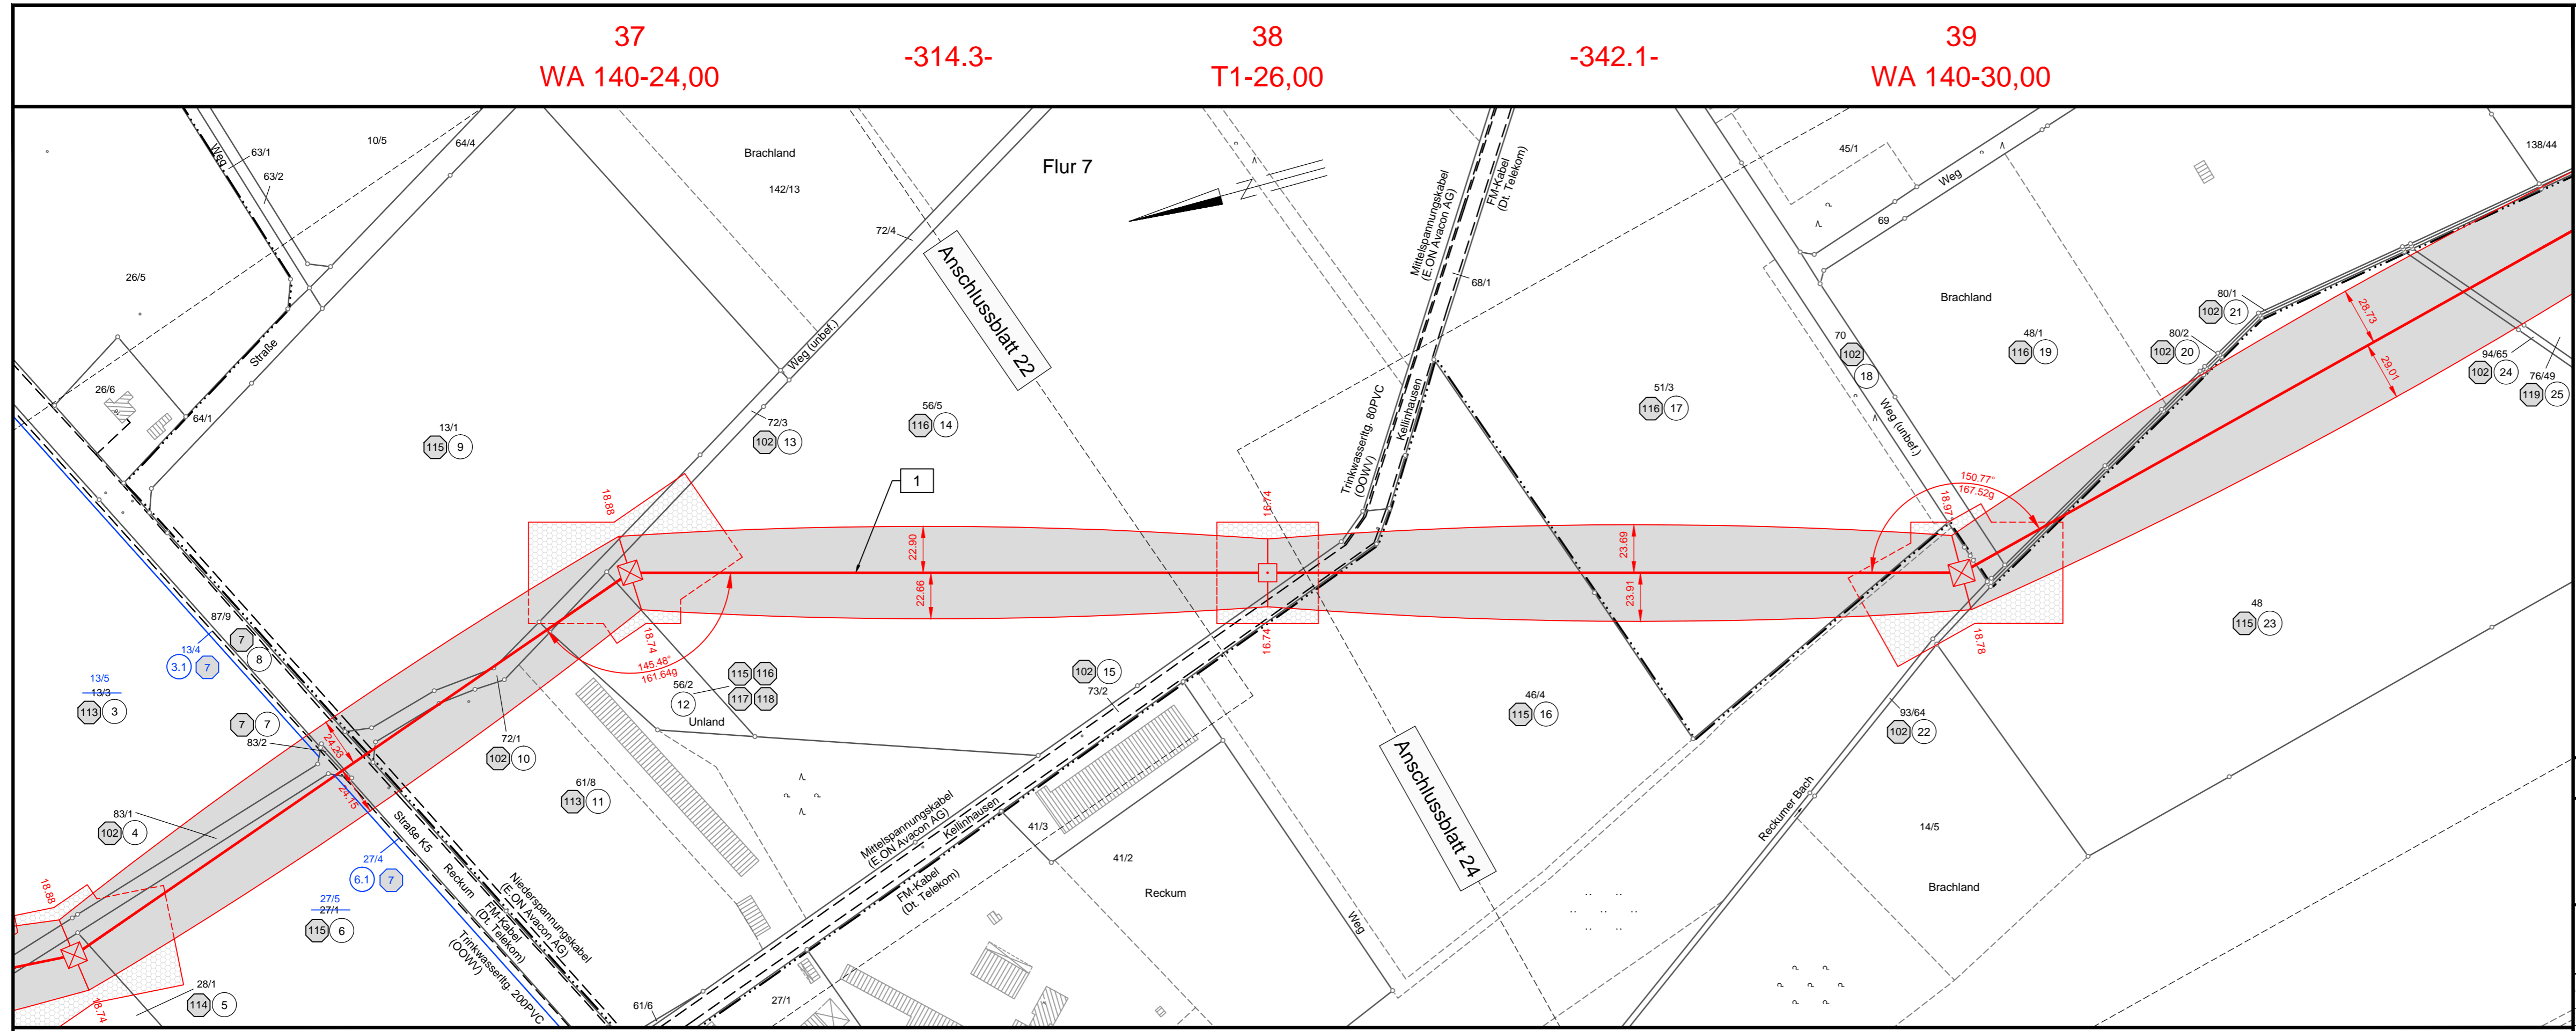 37
WA 140-24,00
-314.3-
38
T1-26,00
-342.1-
39
WA 140-30,00
Weg
63/1
63/2
10/5
64/4
Brachland
142/13
Flur 7
N
72/4
Mittelspannungskabel
(E.ON Avacon AG)
FM-Kabel
(Dt. Telekom)
68/1
45/1
Weg
69
138/44
26/5
Straße
26/6
64/1
Weg (unbef.)
Anschlussblatt 22
13/1
115 9
72/3
102 13
56/5
116 14
1
Trinkwasserltg. 80PVC
(OOWV)
Kellinhausen
51/3
116 17
70
102
18
Weg (unbef.)
Brachland
48/1
116 19
80/1
102 21
80/2
102 20
28.73
29.01
94/65
102 24
76/49
119 25
18.88
22.90
22.66
16.74
16.74
23.69
23.91
18.97
150.77°
167.52g
18.78
18.74
145.48°
161.64g
87/9
7
8
13/4
3.1 7
13/5
13/3
113 3
7 7
83/2
24.23
24.15
72/1
102 10
56/2
12
115 116
117 118
Unland
61/8
113 11
102 15
73/2
46/4
115 16
48
115 23
93/64
102 22
83/1
102 4
Straße K5
Reckum
27/4
6.1 7
27/5
27/1
115 6
18.88
18.74
28/1
114 5
Niederspannungskabel
(E.ON Avacon AG)
FM-Kabel
(Dt. Telekom)
Trinkwasserltg. 200PVC
(OOWV)
Mittelspannungskabel
(E.ON Avacon AG)
Kellinhausen
FM-Kabel
(Dt. Telekom)
41/3
41/2
Reckum
Weg
Anschlussblatt 24
Reckumer Bach
14/5
Brachland
61/6
27/1